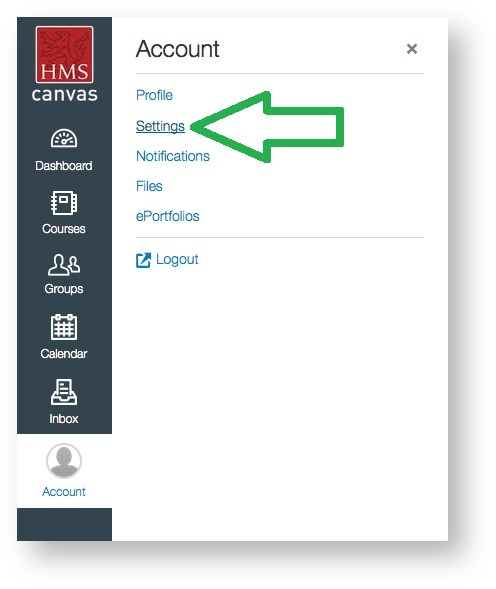 HMS
canvas
Dashboard
Courses
Groups
Calendar
Inbox
Account
Account ×
Profile
Settings
Notifications
Files
ePortfolios
Logout